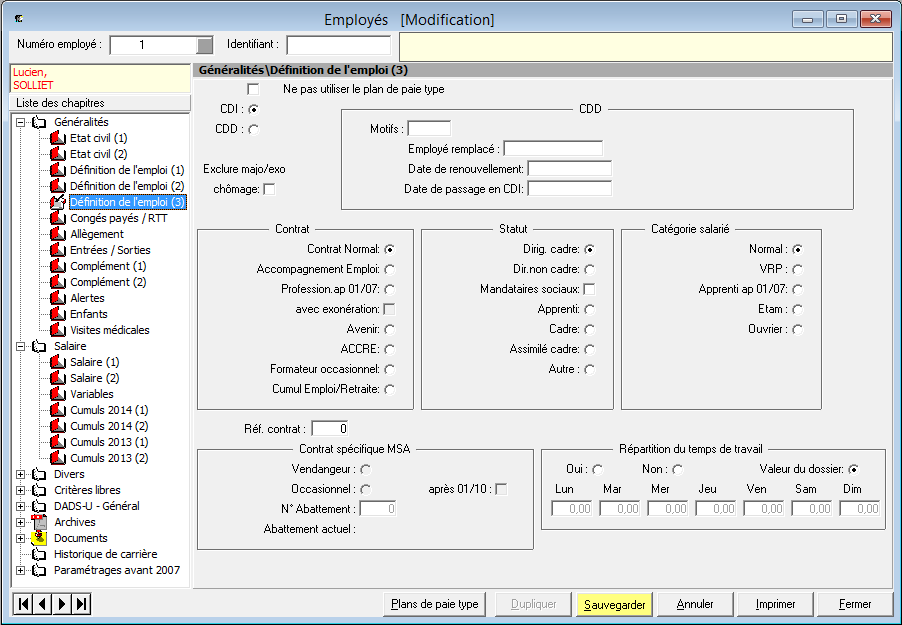 Employés [Modification]
Numéro employé : 1 Identifiant :
Lucien,
SOLLIET
Liste des chapitres
Généralités
Etat civil (1)
Etat civil (2)
Définition de l'emploi (1)
Définition de l'emploi (2)
Définition de l'emploi (3)
Congés payés / RTT
Allègement
Entrées / Sorties
Complément (1)
Complément (2)
Alertes
Enfants
Visites médicales
Salaire
Salaire (1)
Salaire (2)
Variables
Cumuls 2014 (1)
Cumuls 2014 (2)
Cumuls 2013 (1)
Cumuls 2013 (2)
Divers
Critères libres
DADS-U - Général
Archives
Documents
Historique de carrière
Paramétrages avant 2007
Généralités\Définition de l'emploi (3)
Ne pas utiliser le plan de paie type
CDI :
CDD :
Exclure majo/exo
chômage:
CDD
Motifs :
Employé remplacé :
Date de renouvellement:
Date de passage en CDI:
Contrat
Contrat Normal:
Accompagnement Emploi:
Profession.ap 01/07:
avec exonération:
Avenir:
ACCRE:
Formateur occasionnel:
Cumul Emploi/Retraite:
Statut
Dirig. cadre:
Dir.non cadre:
Mandataires sociaux:
Apprenti:
Cadre:
Assimilé cadre:
Autre :
Catégorie salarié
Normal :
VRP :
Apprenti ap 01/07:
Etam :
Ouvrier :
Réf. contrat : 0
Contrat spécifique MSA
Vendangeur :
Occasionnel : après 01/10 :
N° Abattement : 0
Abattement actuel :
Répartition du temps de travail
Oui : Non : Valeur du dossier:
Lun Mar Mer Jeu Ven Sam Dim
0,00 0,00 0,00 0,00 0,00 0,00 0,00
Plans de paie type Dupliquer Sauvegarder Annuler Imprimer Fermer